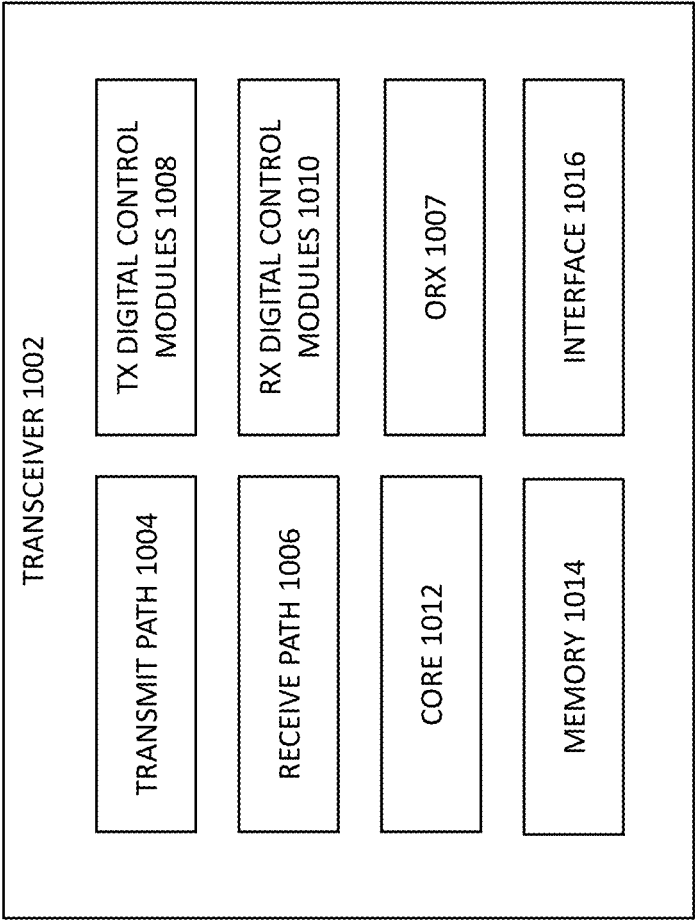 TRANSCEIVER 1002
TRANSMIT PATH 1004
TX DIGITAL CONTROL
MODULES 1008
RECEIVE PATH 1006
RX DIGITAL CONTROL
MODULES 1010
CORE 1012
ORX 1007
MEMORY 1014
INTERFACE 1016